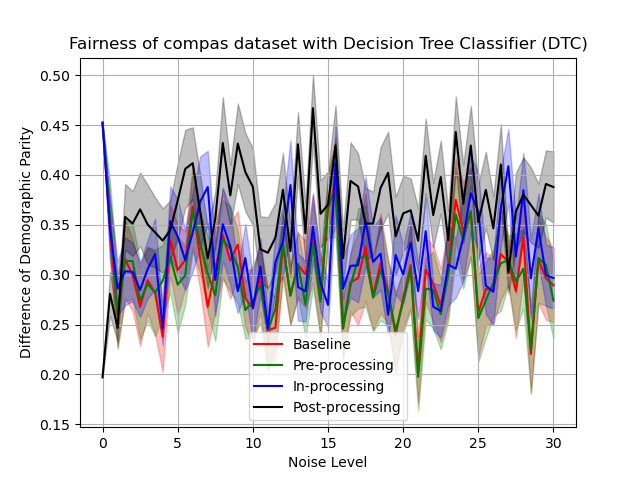 Fairness of compas dataset with Decision Tree Classifier (DTC)
Difference of Demographic Parity
0.50
0.45
0.40
0.35
0.30
0.25
0.20
0.15
Baseline
Pre-processing
In-processing
Post-processing
0 5 10 15 20 25 30
Noise Level